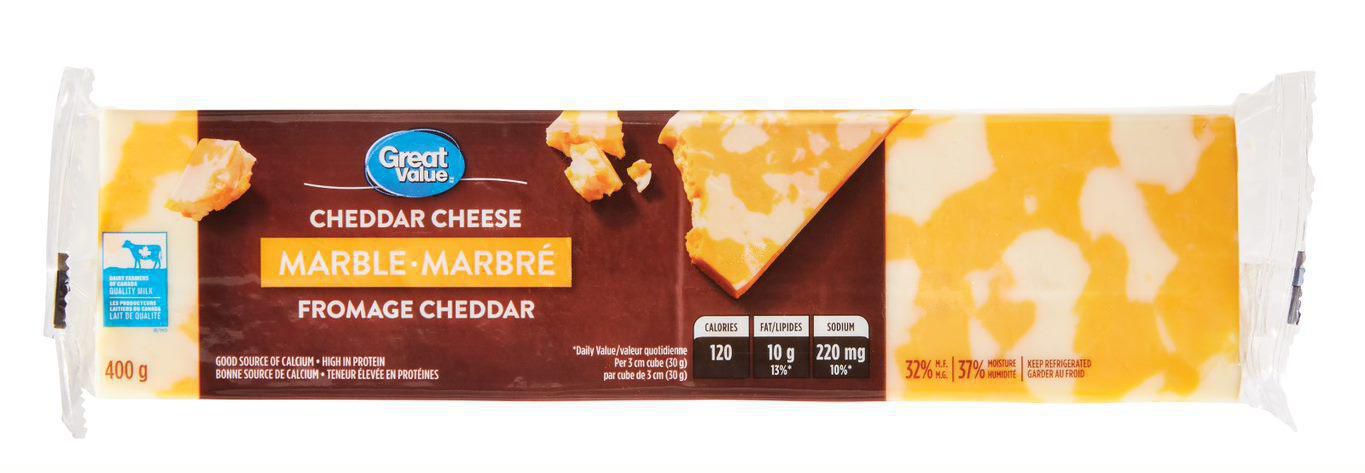 Great
Value
CHEDDAR CHEESE
MARBLE·MARBRÉ
FROMAGE CHEDDAR
DAIRY FARMERS
OF CANADA
QUALITY MILK
LES PRODUCTEURS
LAITIERS DU CANADA
LAIT DE QUALITÉ
400 g
GOOD SOURCE OF CALCIUM • HIGH IN PROTEIN
BONNE SOURCE DE CALCIUM • TENEUR ÉLEVÉE EN PROTÉINES
*Daily Value/valeur quotidienne
Per 3 cm cube (30 g)
par cube de 3 cm (30 g)
CALORIES
120
FAT/LIPIDES
10 g
13%*
SODIUM
220 mg
10%*
32% M.F.
M.G.
37% MOISTURE
HUMIDITÉ
KEEP REFRIGERATED
GARDER AU FROID